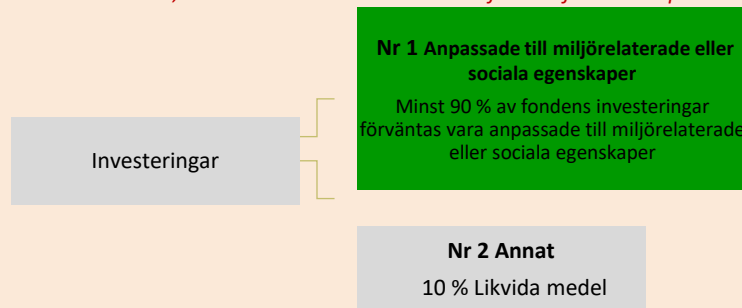 Nr 1 Anpassade till miljörelaterade eller
sociala egenskaper
Minst 90 % av fondens investeringar
förväntas vara anpassade till miljörelaterade
eller sociala egenskaper
Investeringar
Nr 2 Annat
10 % Likvida medel